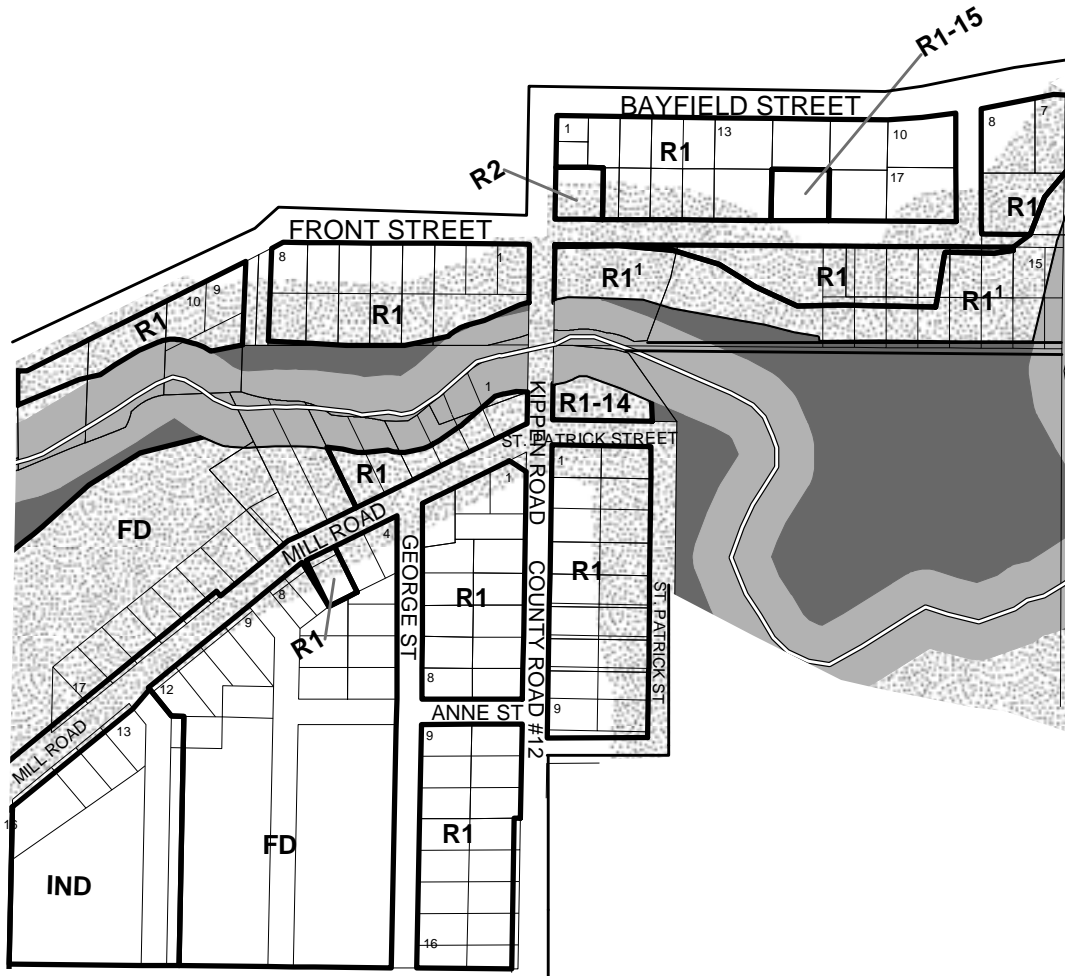 R1-15
BAYFIELD STREET
7
8
1
13
10
R1
R2
17
R1
FRONT STREET
8
1
9
10
R1
R1
R1¹
R1
R1¹
15
1
KIPPEN ROAD
R1-14
ST. PATRICK STREET
R1
1
1
FD
MILL ROAD
4
GEORGE ST
COUNTY ROAD #12
R1
R1
ST. PATRICK ST
8
9
R1
17
12
8
9
ANNE ST
13
MILL ROAD
9
16
R1
FD
IND
16